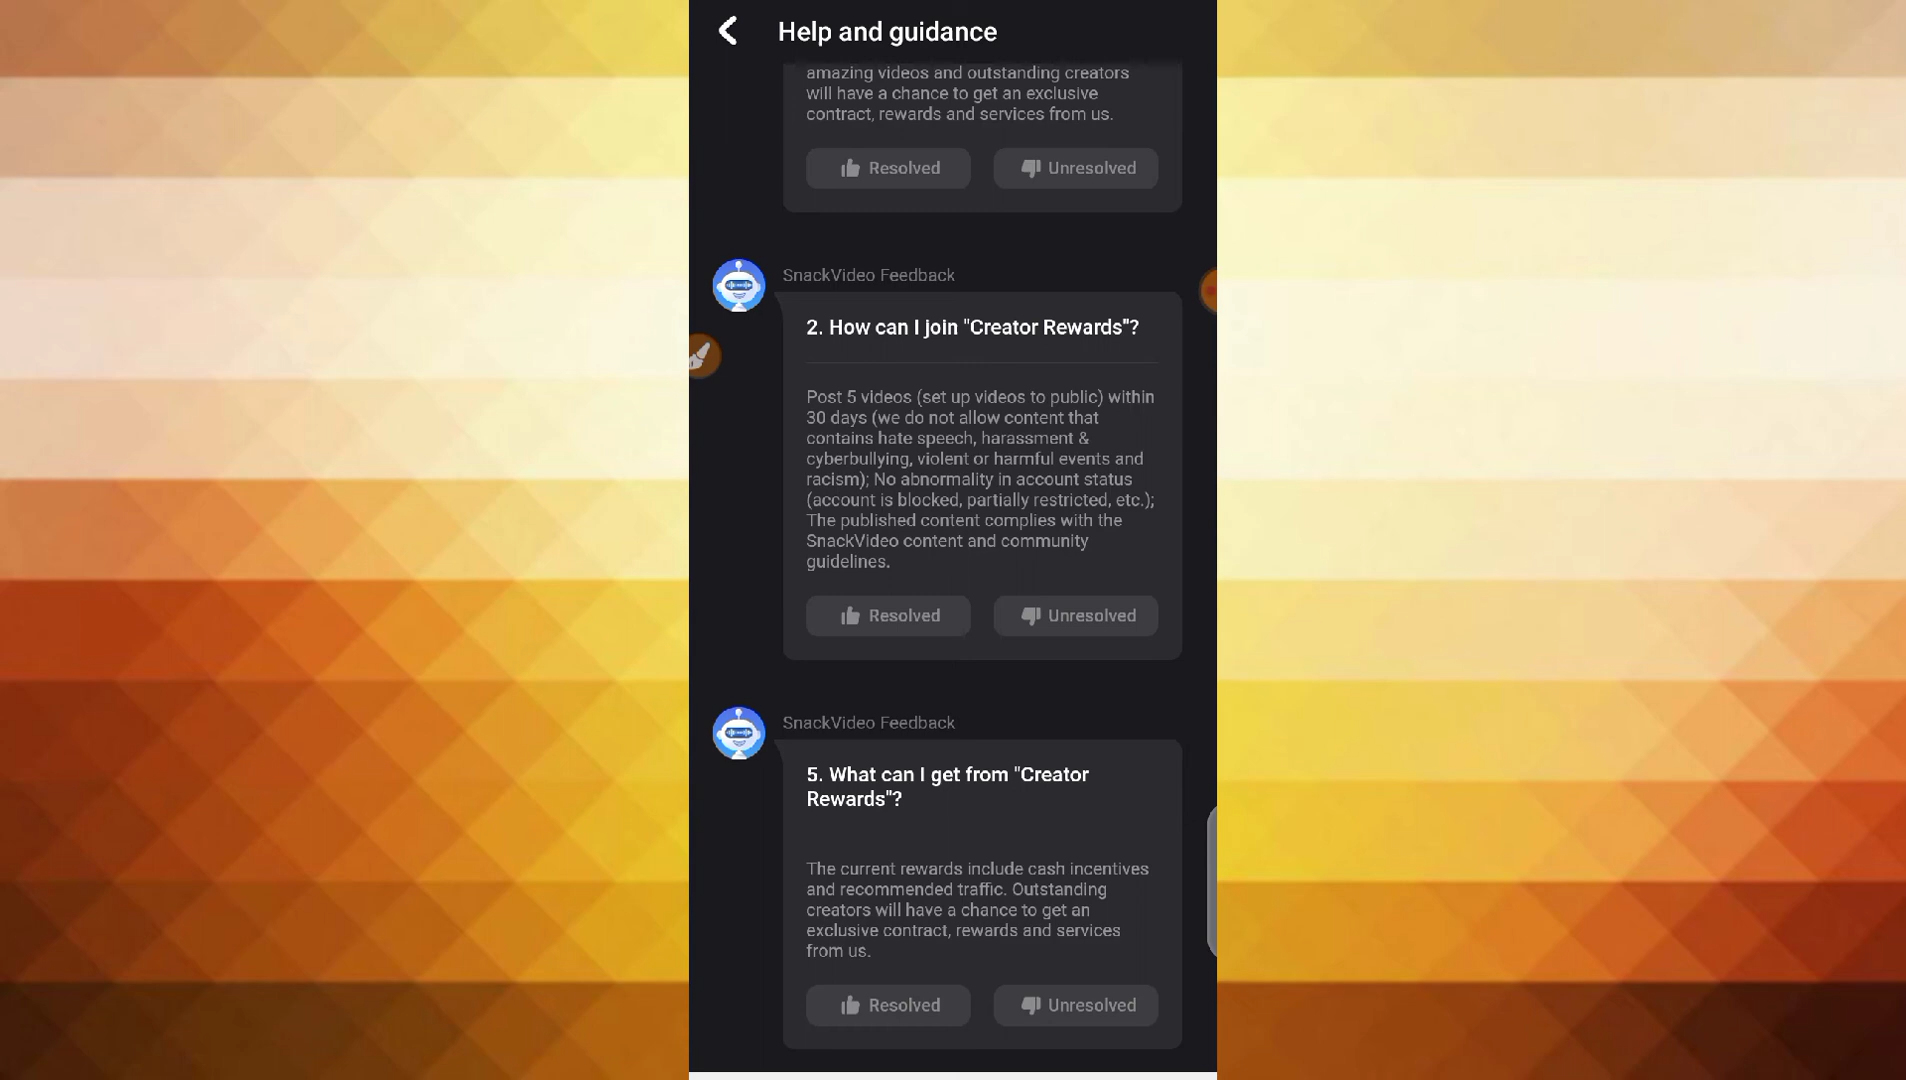 Help and guidance
amazing videos and outstanding creators
will have a chance to get an exclusive
contract, rewards and services from us.
Resolved
Unresolved
SnackVideo Feedback
2. How can I join "Creator Rewards"?
Post 5 videos (set up videos to public) within
30 days (we do not allow content that
contains hate speech, harassment &
cyberbullying, violent or harmful events and
racism); No abnormality in account status
(account is blocked, partially restricted, etc.);
The published content complies with the
SnackVideo content and community
guidelines.
Resolved
Unresolved
SnackVideo Feedback
5. What can I get from "Creator
Rewards"?
The current rewards include cash incentives
and recommended traffic. Outstanding
creators will have a chance to get an
exclusive contract, rewards and services
from us.
Resolved
Unresolved